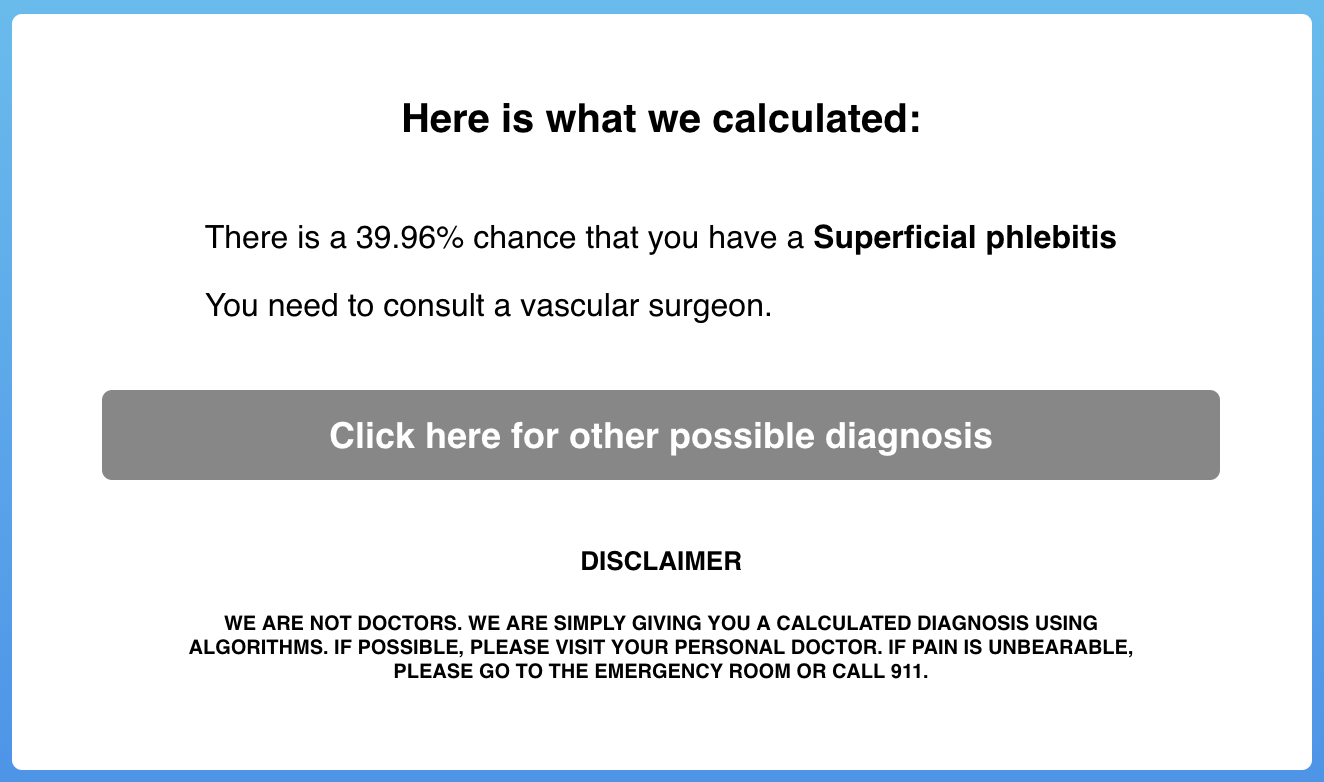 Here is what we calculated:
There is a 39.96% chance that you have a Superficial phlebitis
You need to consult a vascular surgeon.
Click here for other possible diagnosis
DISCLAIMER
WE ARE NOT DOCTORS. WE ARE SIMPLY GIVING YOU A CALCULATED DIAGNOSIS USING
ALGORITHMS. IF POSSIBLE, PLEASE VISIT YOUR PERSONAL DOCTOR. IF PAIN IS UNBEARABLE,
PLEASE GO TO THE EMERGENCY ROOM OR CALL 911.